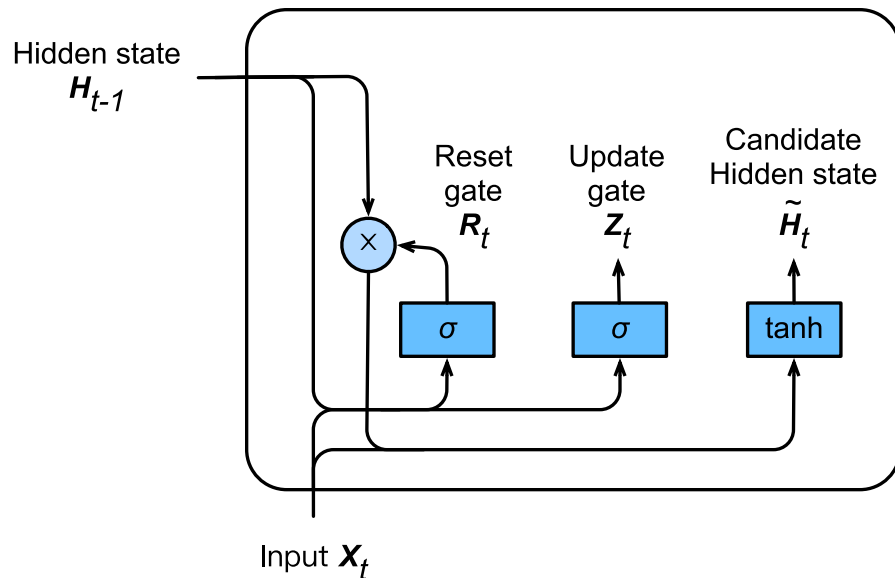 Hidden state
H_{t-1}
Reset
gate
R_t
Update
gate
Z_t
Candidate
Hidden state
H̃_t
×
σ
σ
tanh
Input X_t